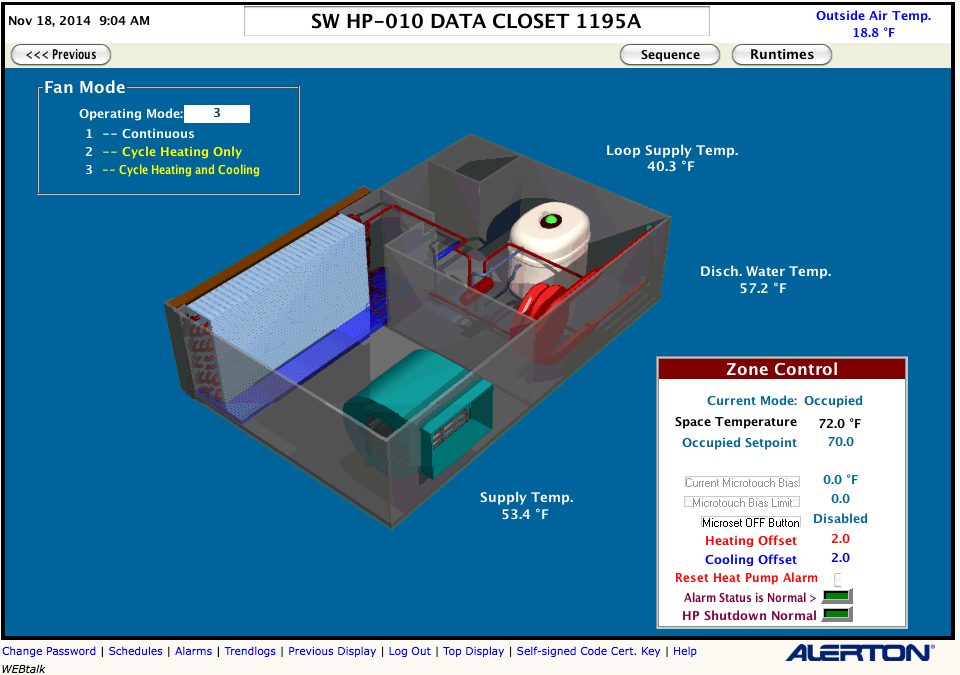 Nov 18, 2014  9:04 AM
SW HP-010 DATA CLOSET 1195A
Outside Air Temp.
18.8 °F
<<< Previous
Sequence
Runtimes
Fan Mode
Operating Mode: 3
1 -- Continuous
2 -- Cycle Heating Only
3 -- Cycle Heating and Cooling
Loop Supply Temp.
40.3 °F
Disch. Water Temp.
57.2 °F
Supply Temp.
53.4 °F
Zone Control
Current Mode: Occupied
Space Temperature 72.0 °F
Occupied Setpoint 70.0
Current Microtouch Bias 0.0 °F
Microtouch Bias Limit 0.0
Microset OFF Button Disabled
Heating Offset 2.0
Cooling Offset 2.0
Reset Heat Pump Alarm
Alarm Status is Normal >
HP Shutdown Normal
Change Password | Schedules | Alarms | Trendlogs | Previous Display | Log Out | Top Display | Self-signed Code Cert. Key | Help
ALERTON®
WEBtalk